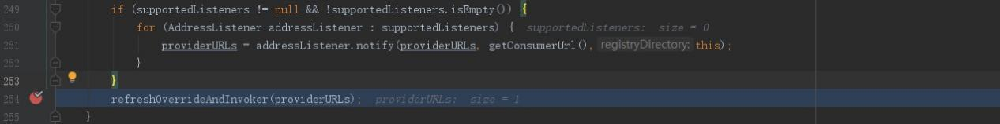 249 if (supportedListeners != null && !supportedListeners.isEmpty()) {
250 for (AddressListener addressListener : supportedListeners) { supportedListeners: size = 0
251 providerURLs = addressListener.notify(providerURLs, getConsumerUrl(), registryDirectory: this);
252 }
253 }
254 refreshOverrideAndInvoker(providerURLs); providerURLs: size = 1
255 }